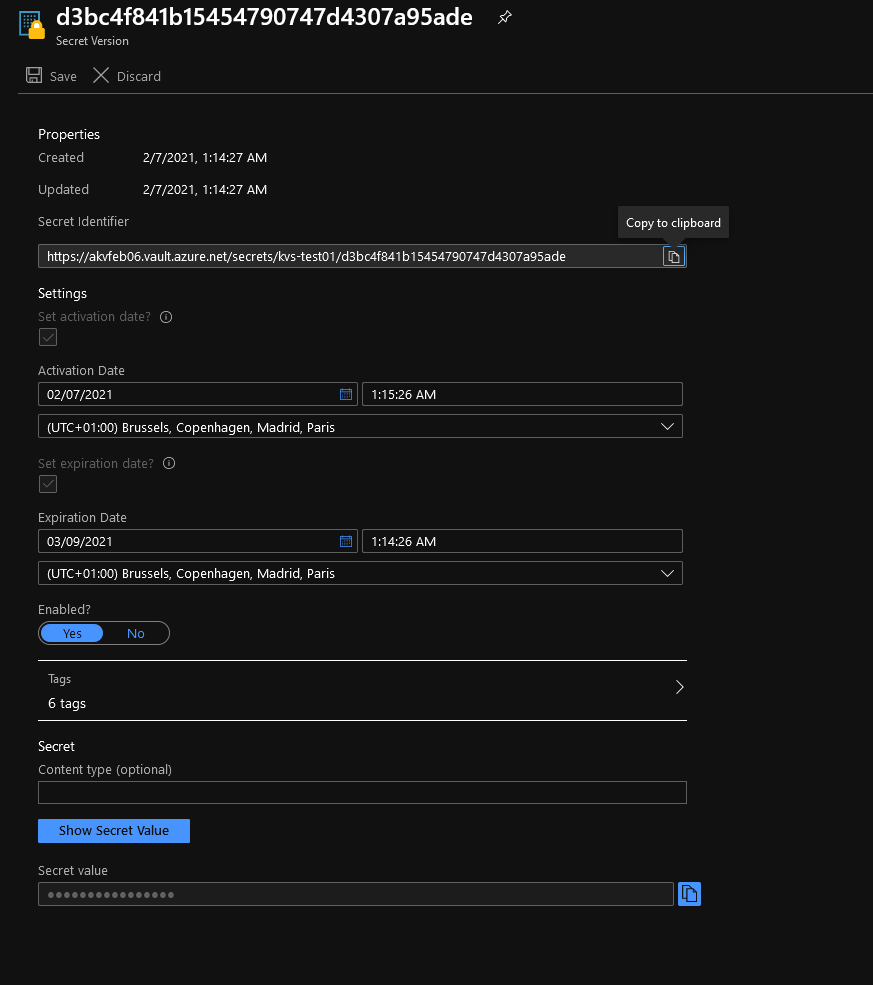 d3bc4f841b15454790747d4307a95ade
Secret Version
Save Discard
Properties
Created 2/7/2021, 1:14:27 AM
Updated 2/7/2021, 1:14:27 AM
Secret Identifier
Copy to clipboard
https://akvfeb06.vault.azure.net/secrets/kvs-test01/d3bc4f841b15454790747d4307a95ade
Settings
Set activation date?
Activation Date
02/07/2021 1:15:26 AM
(UTC+01:00) Brussels, Copenhagen, Madrid, Paris
Set expiration date?
Expiration Date
03/09/2021 1:14:26 AM
(UTC+01:00) Brussels, Copenhagen, Madrid, Paris
Enabled?
Yes No
Tags
6 tags
Secret
Content type (optional)
Show Secret Value
Secret value
••••••••••••••••